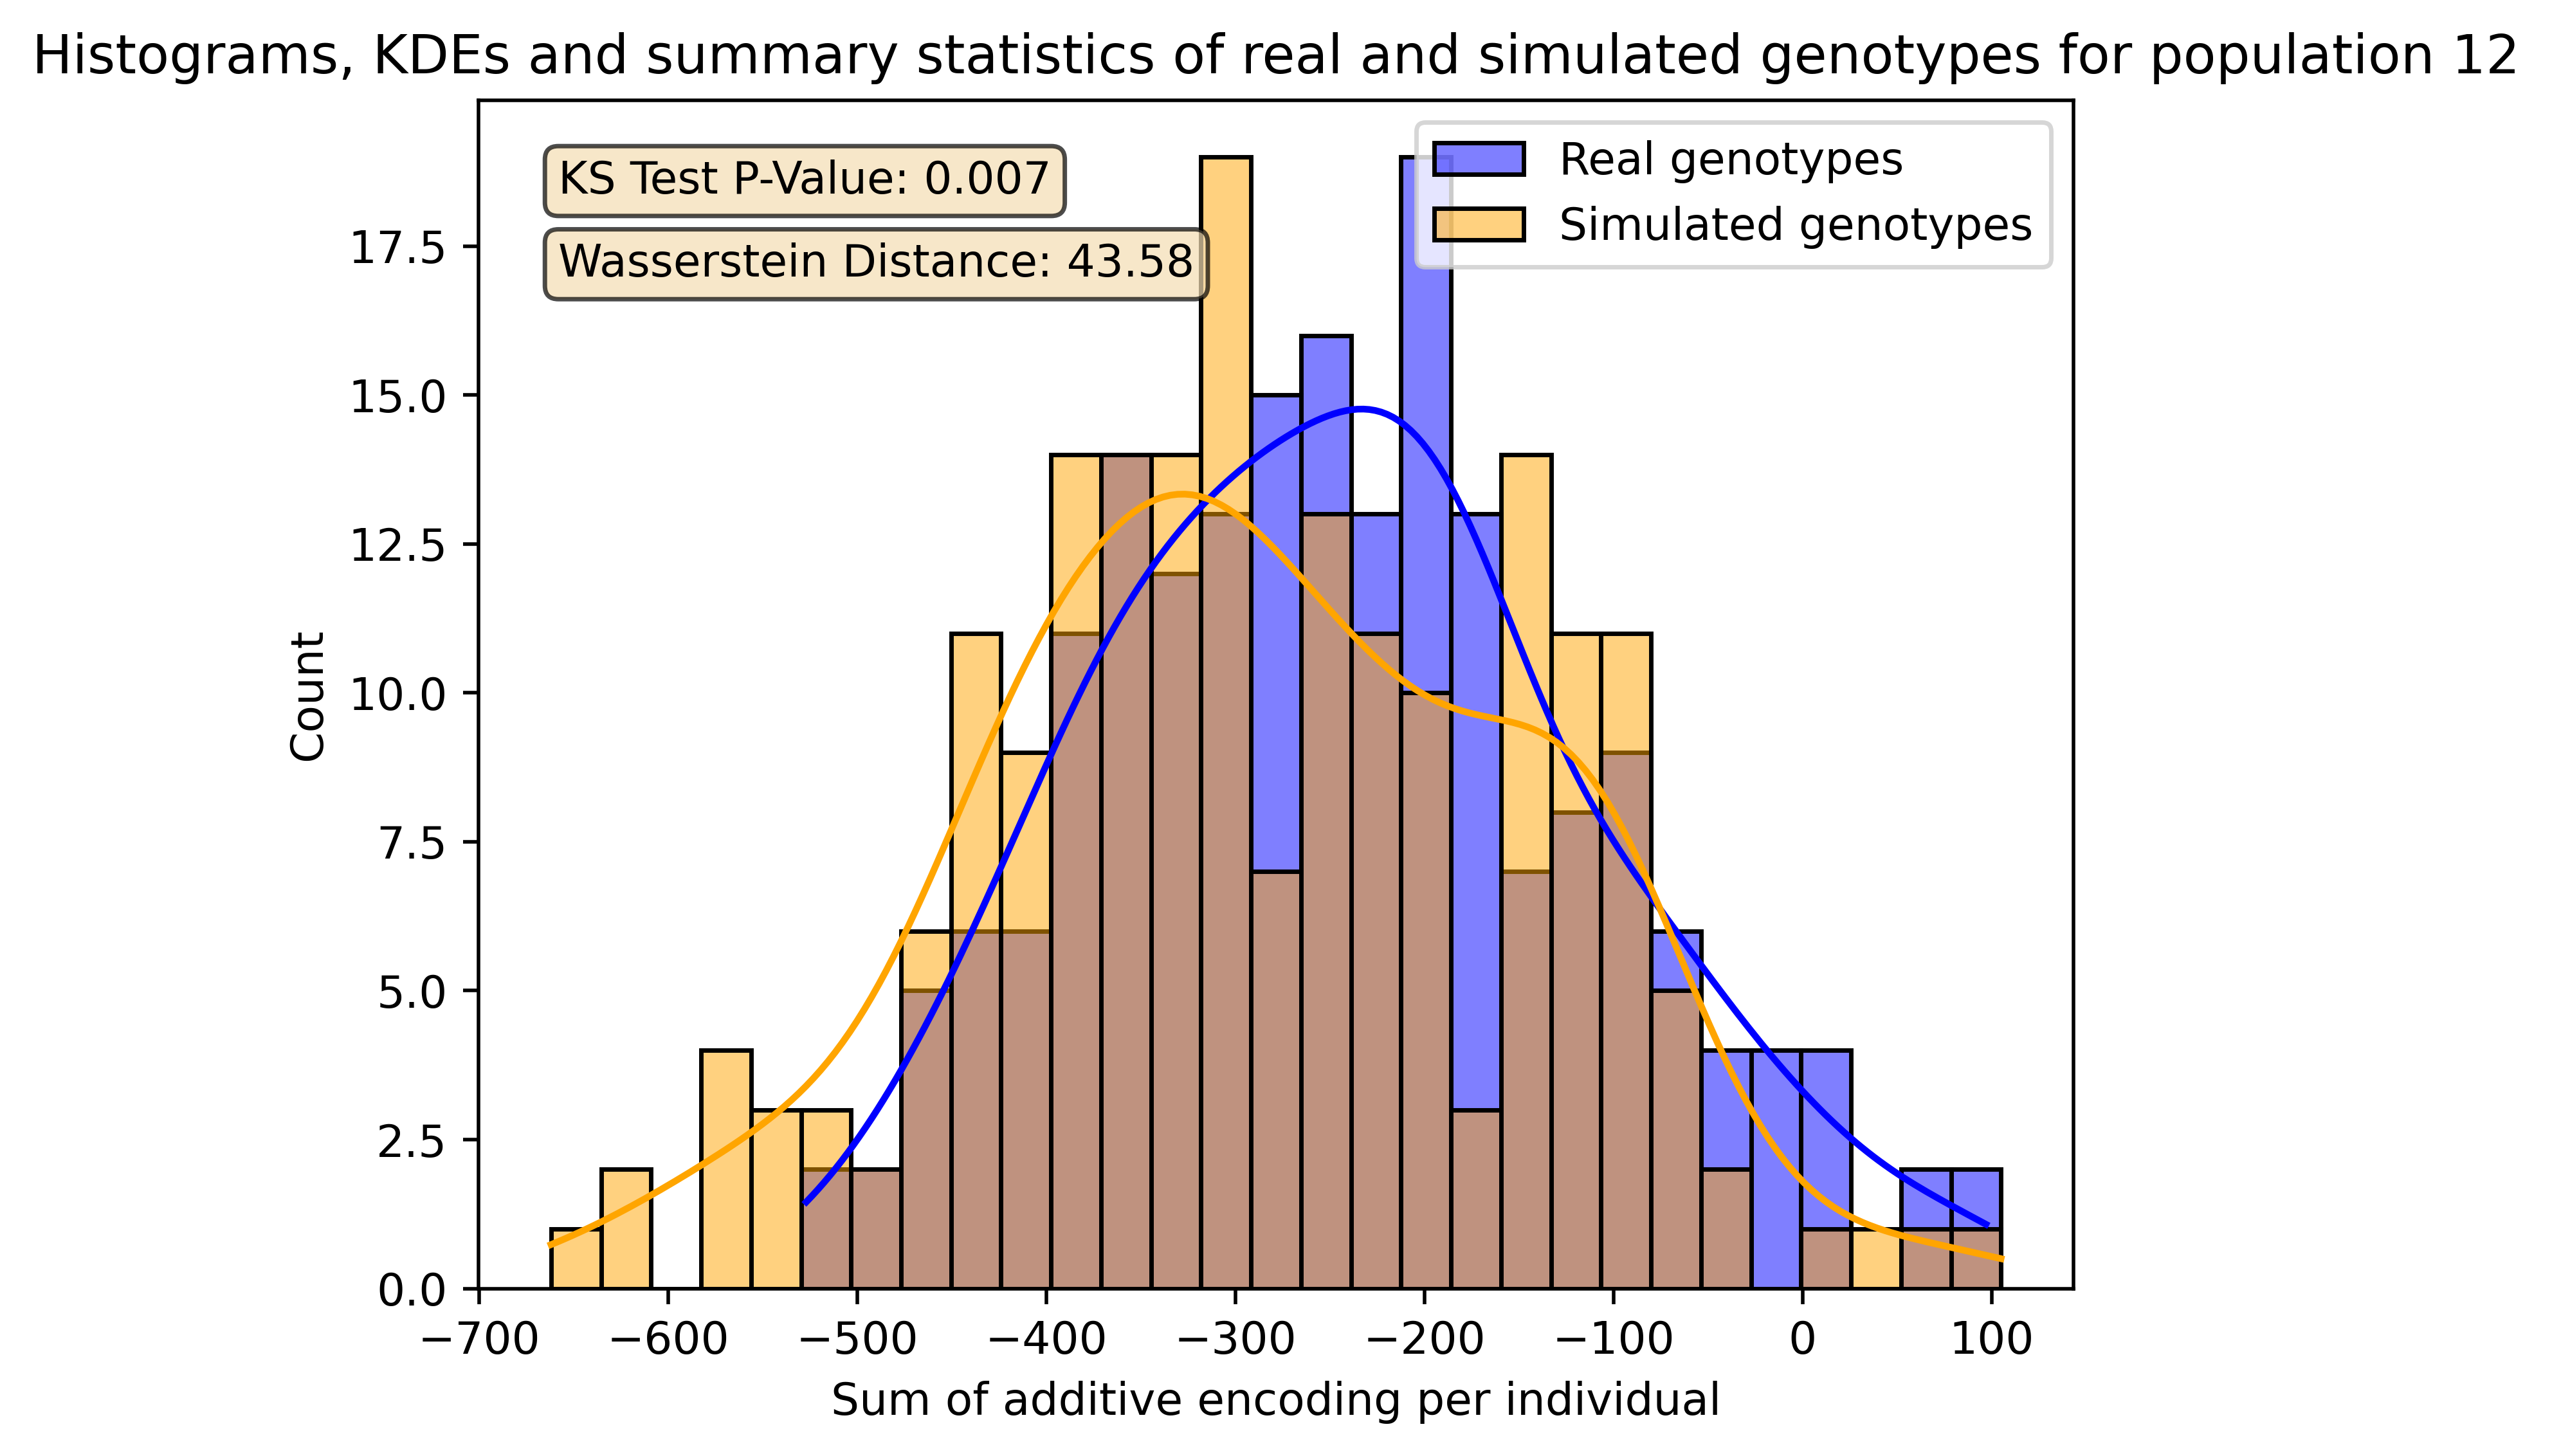 Histograms, KDEs and summary statistics of real and simulated genotypes for population 12
KS Test P-Value: 0.007
Wasserstein Distance: 43.58
Real genotypes
Simulated genotypes
Count
17.5
15.0
12.5
10.0
7.5
5.0
2.5
0.0
−700 −600 −500 −400 −300 −200 −100 0 100
Sum of additive encoding per individual